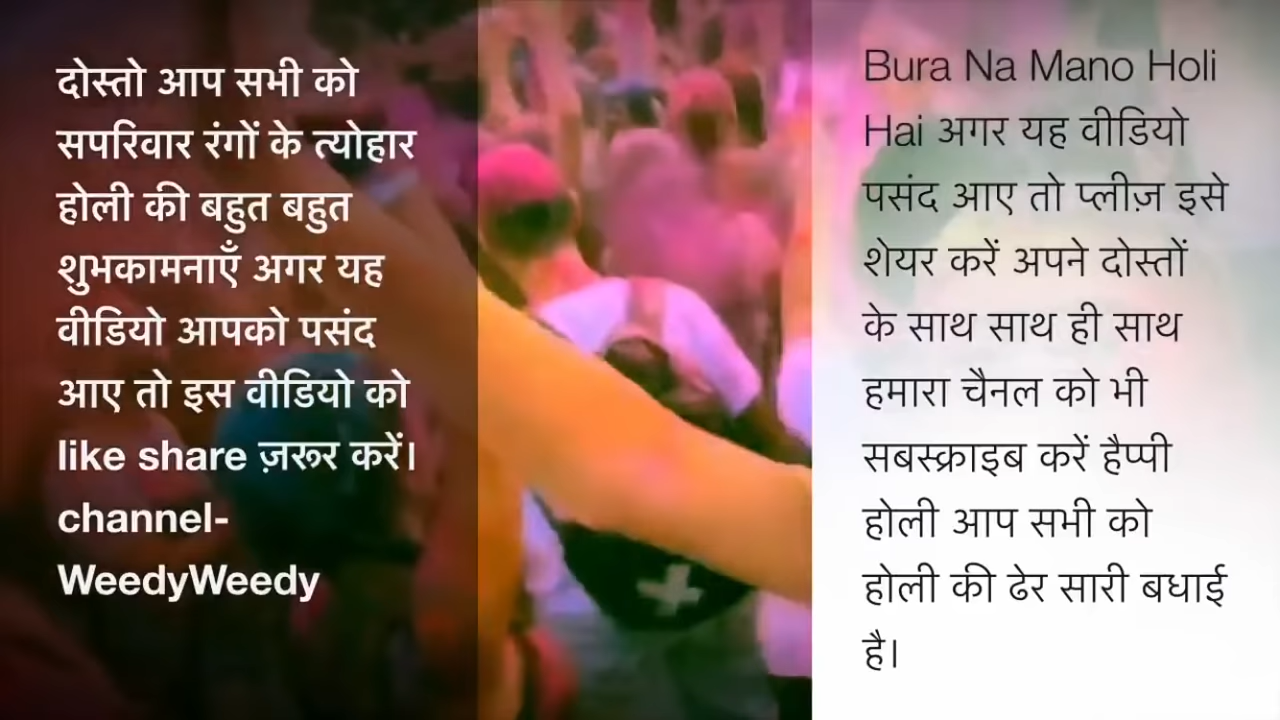 दोस्तो आप सभी को
सपरिवार रंगों के त्योहार
होली की बहुत बहुत
शुभकामनाएँ अगर यह
वीडियो आपको पसंद
आए तो इस वीडियो को
like share ज़रूर करें।
channel-
WeedyWeedy
Bura Na Mano Holi
Hai अगर यह वीडियो
पसंद आए तो प्लीज़ इसे
शेयर करें अपने दोस्तों
के साथ साथ ही साथ
हमारा चैनल को भी
सबस्क्राइब करें हैप्पी
होली आप सभी को
होली की ढेर सारी बधाई
है।